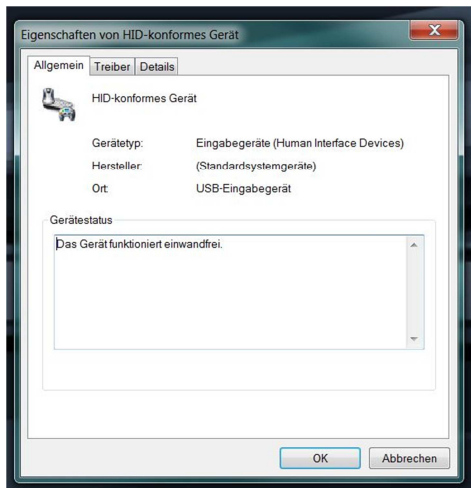 Eigenschaften von HID-konformes Gerät
Allgemein Treiber Details
HID-konformes Gerät
Gerätetyp: Eingabegeräte (Human Interface Devices)
Hersteller: (Standardsystemgeräte)
Ort: USB-Eingabegerät
Gerätestatus
Das Gerät funktioniert einwandfrei.
OK Abbrechen